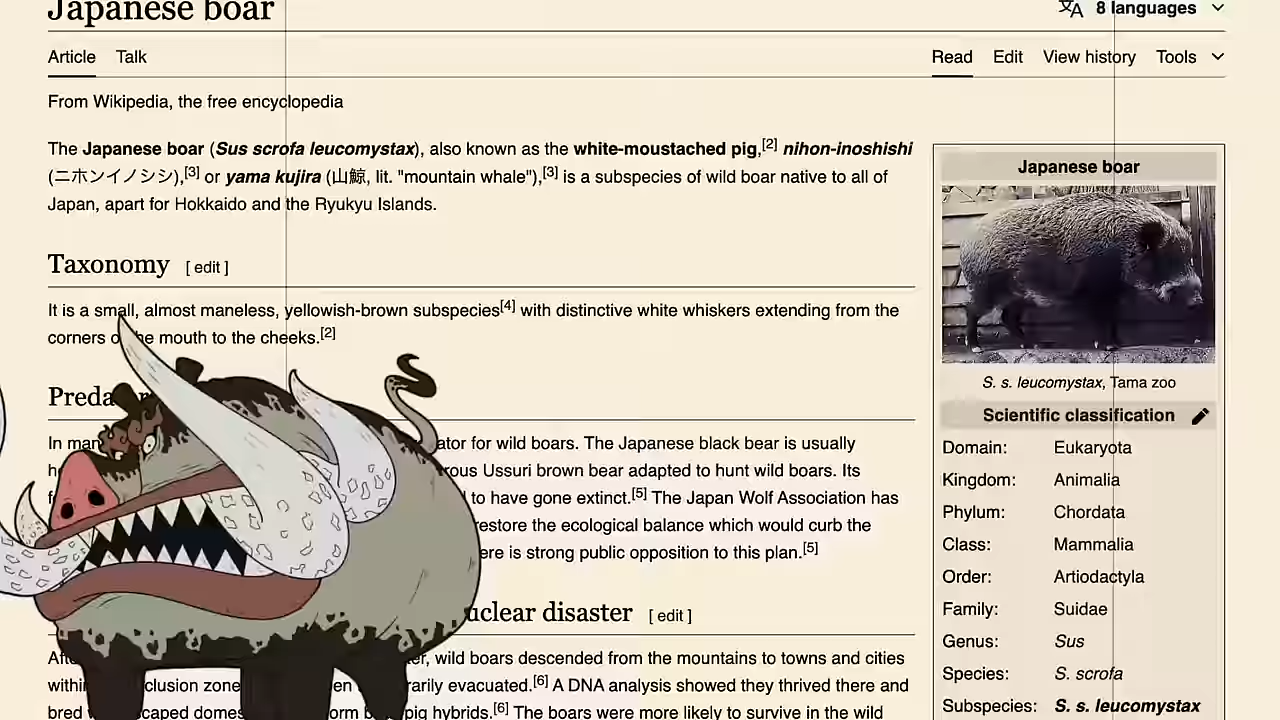 Japanese boar
8 languages
Article Talk
Read Edit View history Tools
From Wikipedia, the free encyclopedia
The Japanese boar (Sus scrofa leucomystax), also known as the white-moustached pig,[2] nihon-inoshishi
(ニホンイノシシ),[3] or yama kujira (山鯨, lit. "mountain whale"),[3] is a subspecies of wild boar native to all of
Japan, apart for Hokkaido and the Ryukyu Islands.
Taxonomy [ edit ]
It is a small, almost maneless, yellowish-brown subspecies[4] with distinctive white whiskers extending from the
corners the mouth to the cheeks.[2]
In
for wild boars. The Japanese black bear is usually
Ussuri brown bear adapted to hunt wild boars. Its
to have gone extinct.[5] The Japan Wolf Association has
restore the ecological balance which would curb the
is strong public opposition to this plan.[5]
disaster [ edit ]
wild boars descended from the mountains to towns and cities
evacuated.[6] A DNA analysis showed they thrived there and
bred
pig hybrids.[6] The boars were more likely to survive in the wild
Japanese boar
S. s. leucomystax, Tama zoo
Scientific classification
Domain: Eukaryota
Kingdom: Animalia
Phylum: Chordata
Class: Mammalia
Order: Artiodactyla
Family: Suidae
Genus: Sus
Species: S. scrofa
Subspecies: S. s. leucomystax